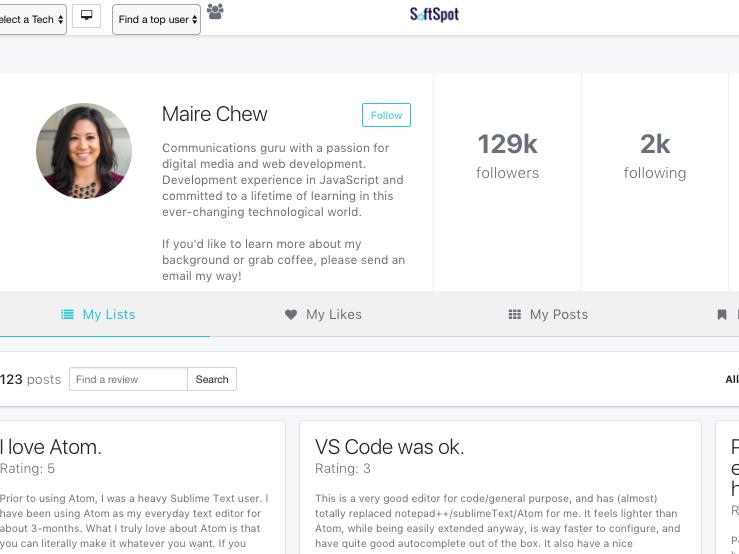 elect a Tech
Find a top user
SoftSpot
Maire Chew
Follow
Communications guru with a passion for
digital media and web development.
Development experience in JavaScript and
committed to a lifetime of learning in this
ever-changing technological world.
If you'd like to learn more about my
background or grab coffee, please send an
email my way!
129k
followers
2k
following
My Lists
My Likes
My Posts
123 posts
Find a review
Search
All
I love Atom.
Rating: 5
Prior to using Atom, I was a heavy Sublime Text user. I
have been using Atom as my everyday text editor for
about 3-months. What I truly love about Atom is that
you can literally make it whatever you want. If you
VS Code was ok.
Rating: 3
This is a very good editor for code/general purpose, and has (almost)
totally replaced notepad++/sublimeText/Atom for me. It feels lighter than
Atom, while being easily extended anyway, is way faster to configure, and
have quite good autocomplete out of the box. It also have a nice